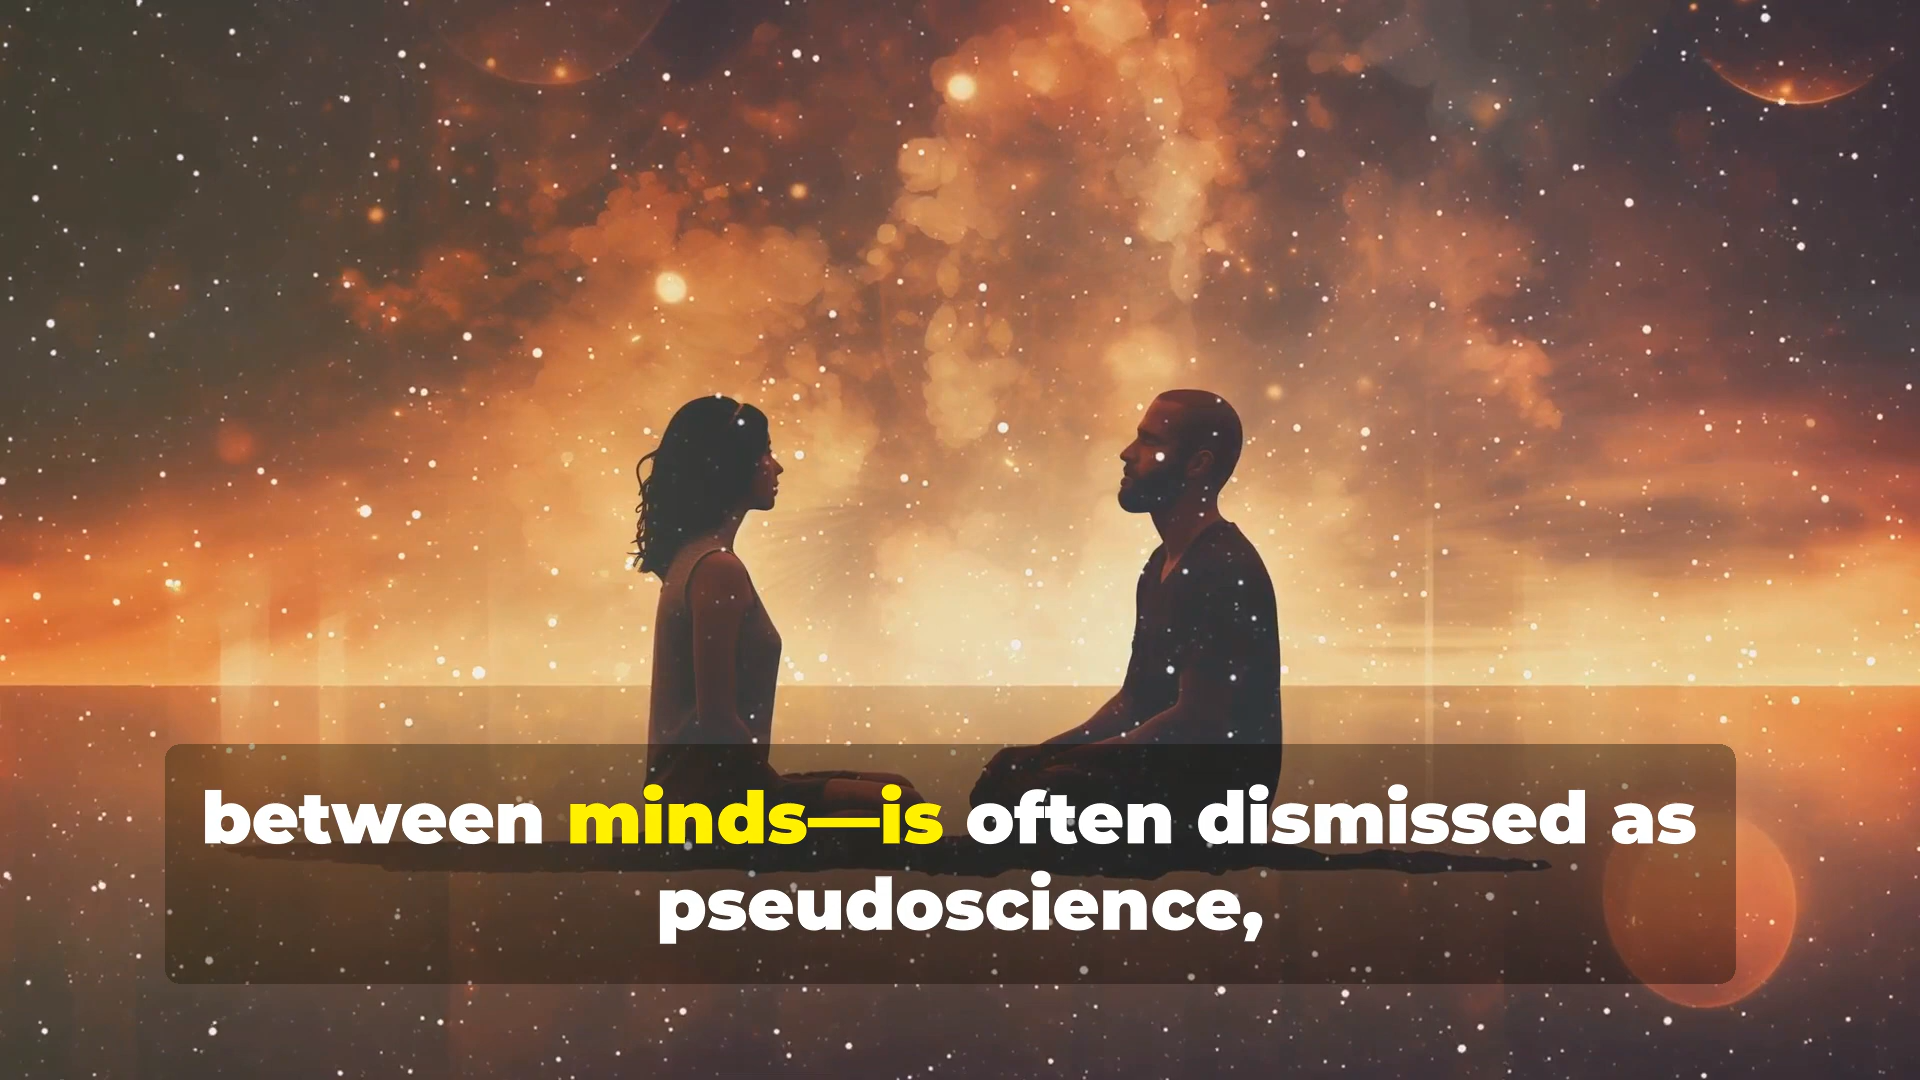 between minds—is often dismissed as
pseudoscience,